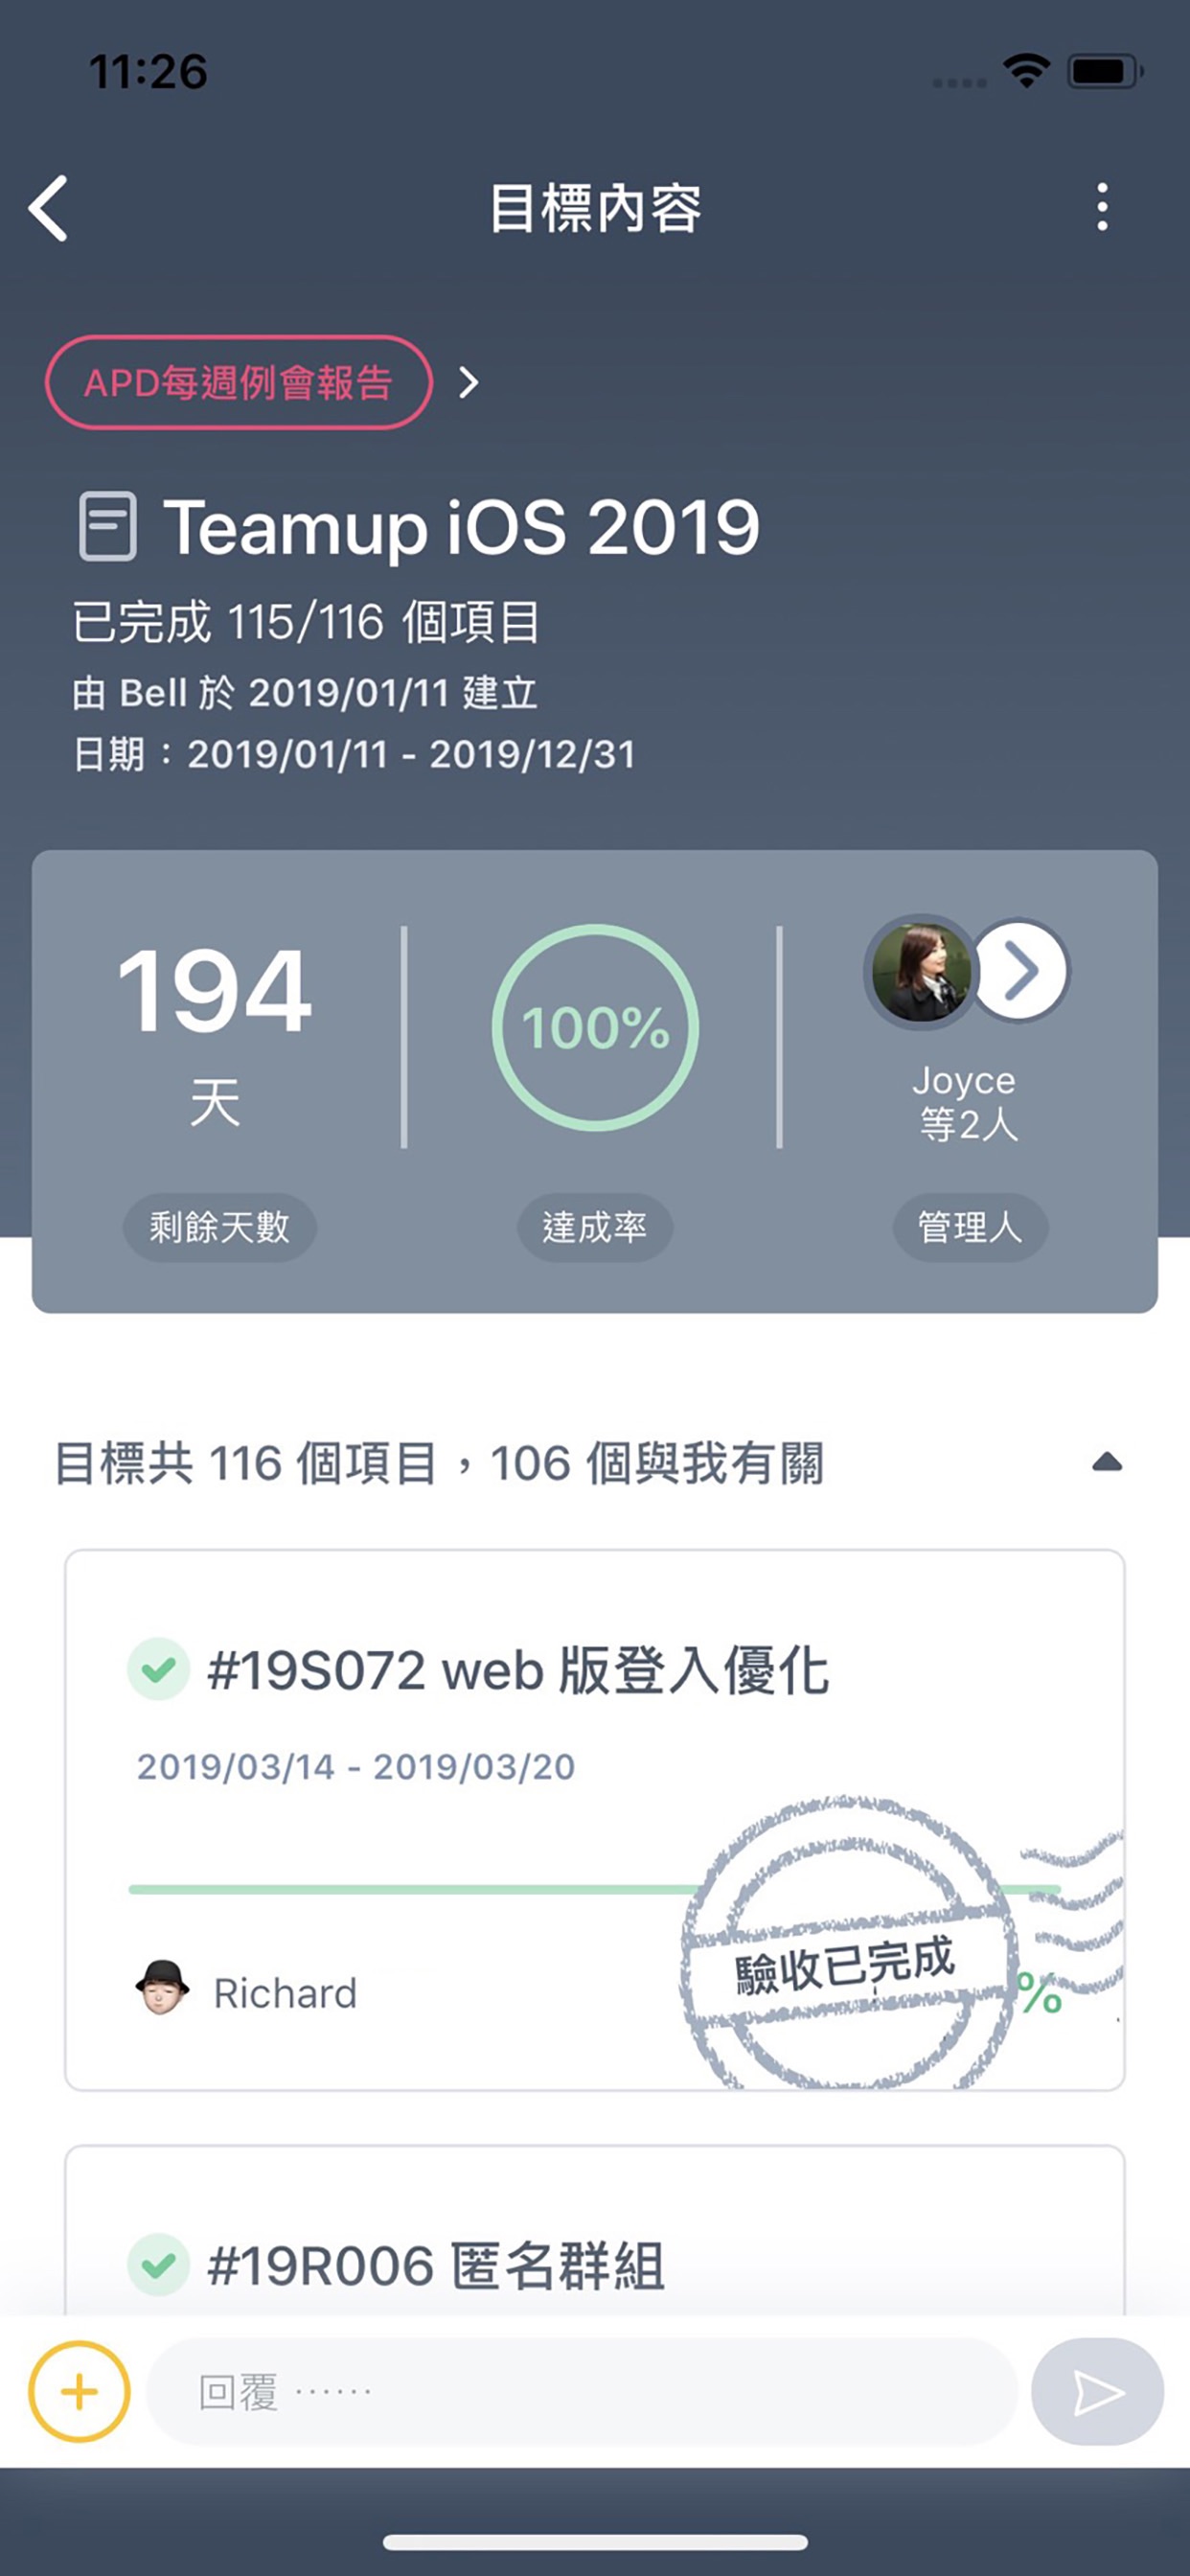 11:26
目標內容
APD每週例會報告
Teamup iOS 2019
已完成 115/116 個項目
由 Bell 於 2019/01/11 建立
日期：2019/01/11 - 2019/12/31
194
天
剩餘天數
100%
達成率
Joyce
等2人
管理人
目標共 116 個項目，106 個與我有關
#19S072 web 版登入優化
2019/03/14 - 2019/03/20
驗收已完成
Richard
%
#19R006 匿名群組
回覆 ······